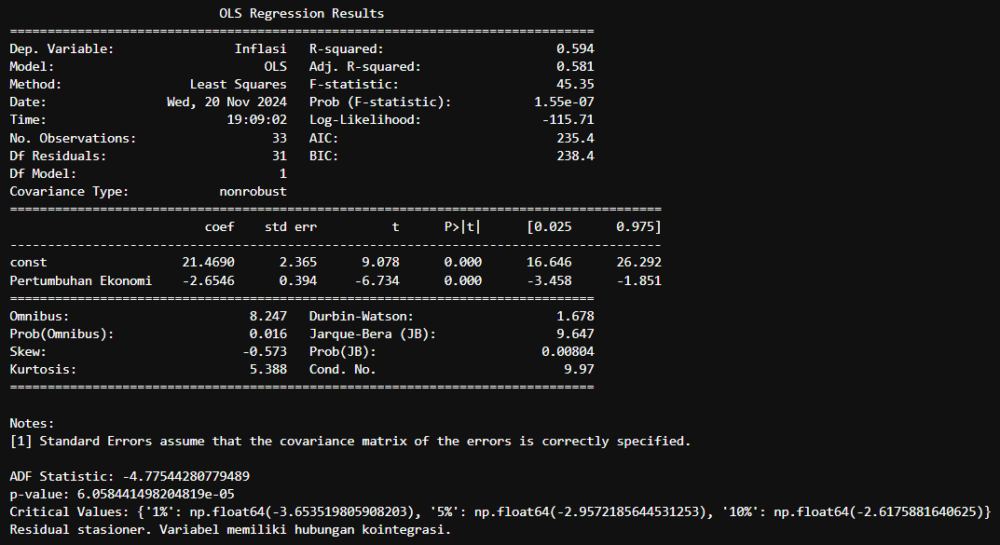 OLS Regression Results
==============================================================================
Dep. Variable: Inflasi R-squared: 0.594
Model: OLS Adj. R-squared: 0.581
Method: Least Squares F-statistic: 45.35
Date: Wed, 20 Nov 2024 Prob (F-statistic): 1.55e-07
Time: 19:09:02 Log-Likelihood: -115.71
No. Observations: 33 AIC: 235.4
Df Residuals: 31 BIC: 238.4
Df Model: 1
Covariance Type: nonrobust
=======================================================================================
coef std err t P>|t| [0.025 0.975]
---------------------------------------------------------------------------------------
const 21.4690 2.365 9.078 0.000 16.646 26.292
Pertumbuhan Ekonomi -2.6546 0.394 -6.734 0.000 -3.458 -1.851
==============================================================================
Omnibus: 8.247 Durbin-Watson: 1.678
Prob(Omnibus): 0.016 Jarque-Bera (JB): 9.647
Skew: -0.573 Prob(JB): 0.00804
Kurtosis: 5.388 Cond. No. 9.97
==============================================================================
Notes:
[1] Standard Errors assume that the covariance matrix of the errors is correctly specified.
ADF Statistic: -4.77544280779489
p-value: 6.058441498204819e-05
Critical Values: {'1%': np.float64(-3.653519805908203), '5%': np.float64(-2.9572185644531253), '10%': np.float64(-2.6175881640625)}
Residual stasioner. Variabel memiliki hubungan kointegrasi.